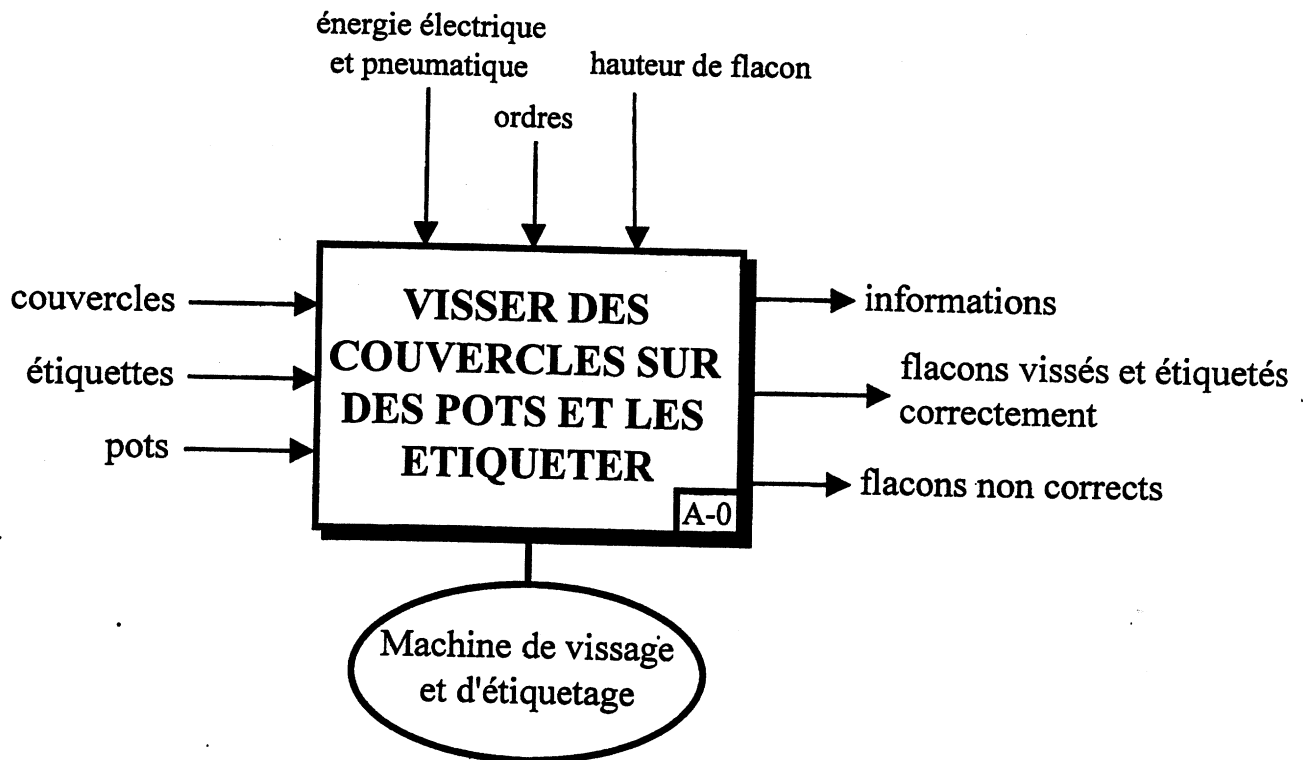 énergie électrique
et pneumatique
hauteur de flacon
ordres
couvercles
étiquettes
pots
VISSER DES
COUVERCLES SUR
DES POTS ET LES
ETIQUETER
A-0
informations
flacons vissés et étiquetés
correctement
flacons non corrects
Machine de vissage
et d'étiquetage